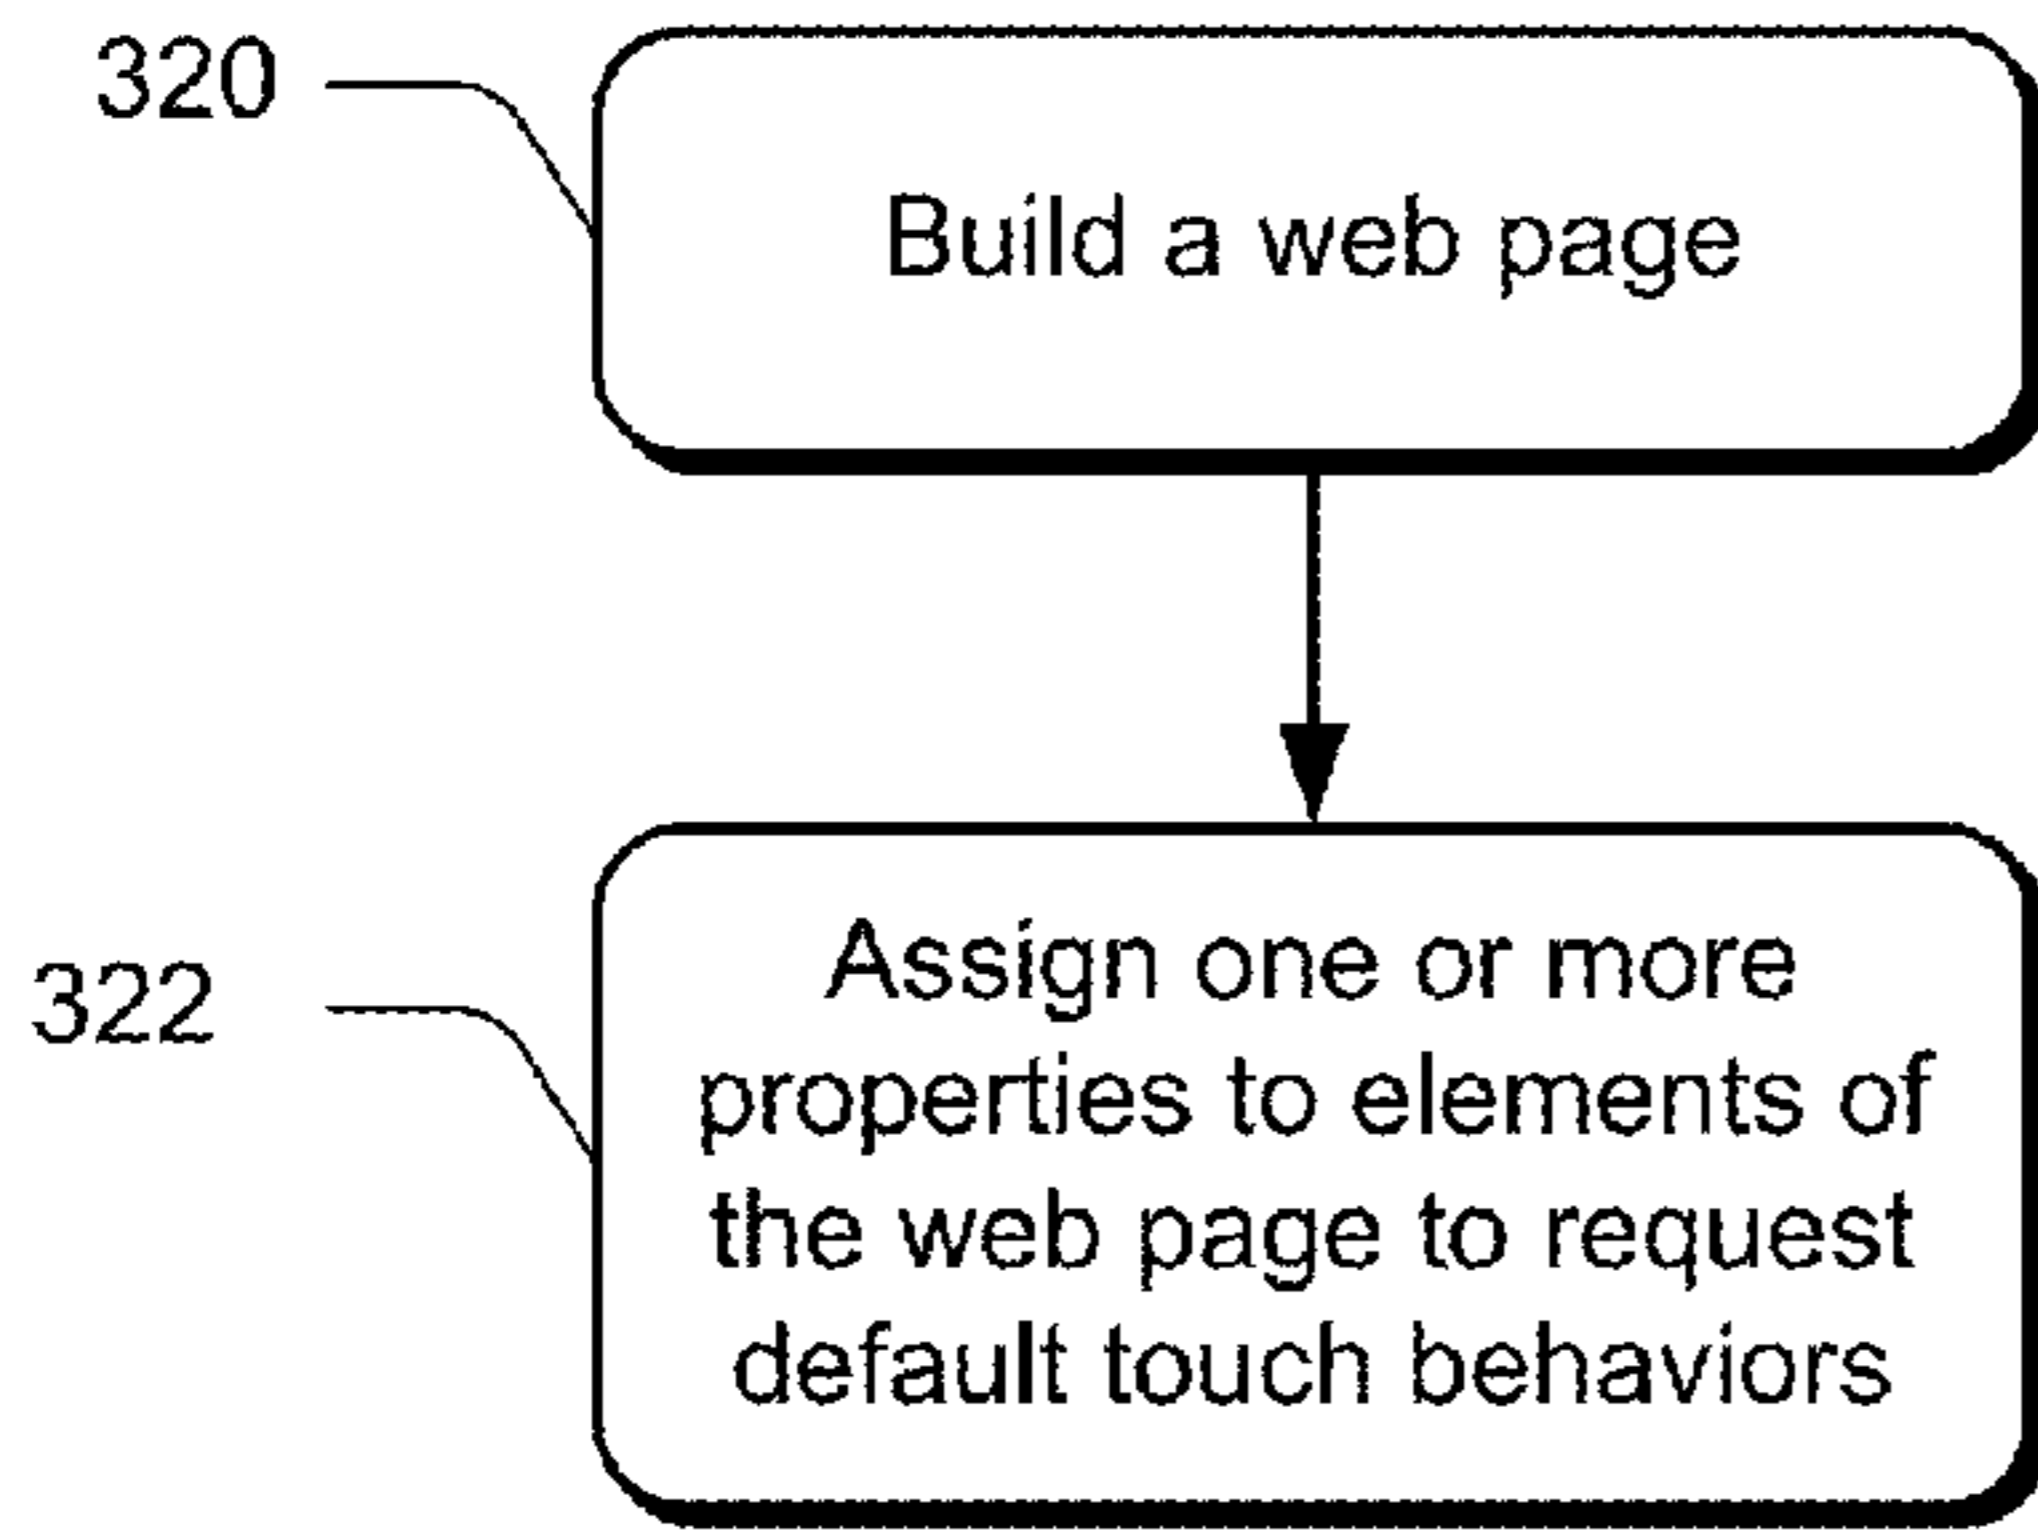 320
Build a web page
322
Assign one or more
properties to elements of
the web page to request
default touch behaviors